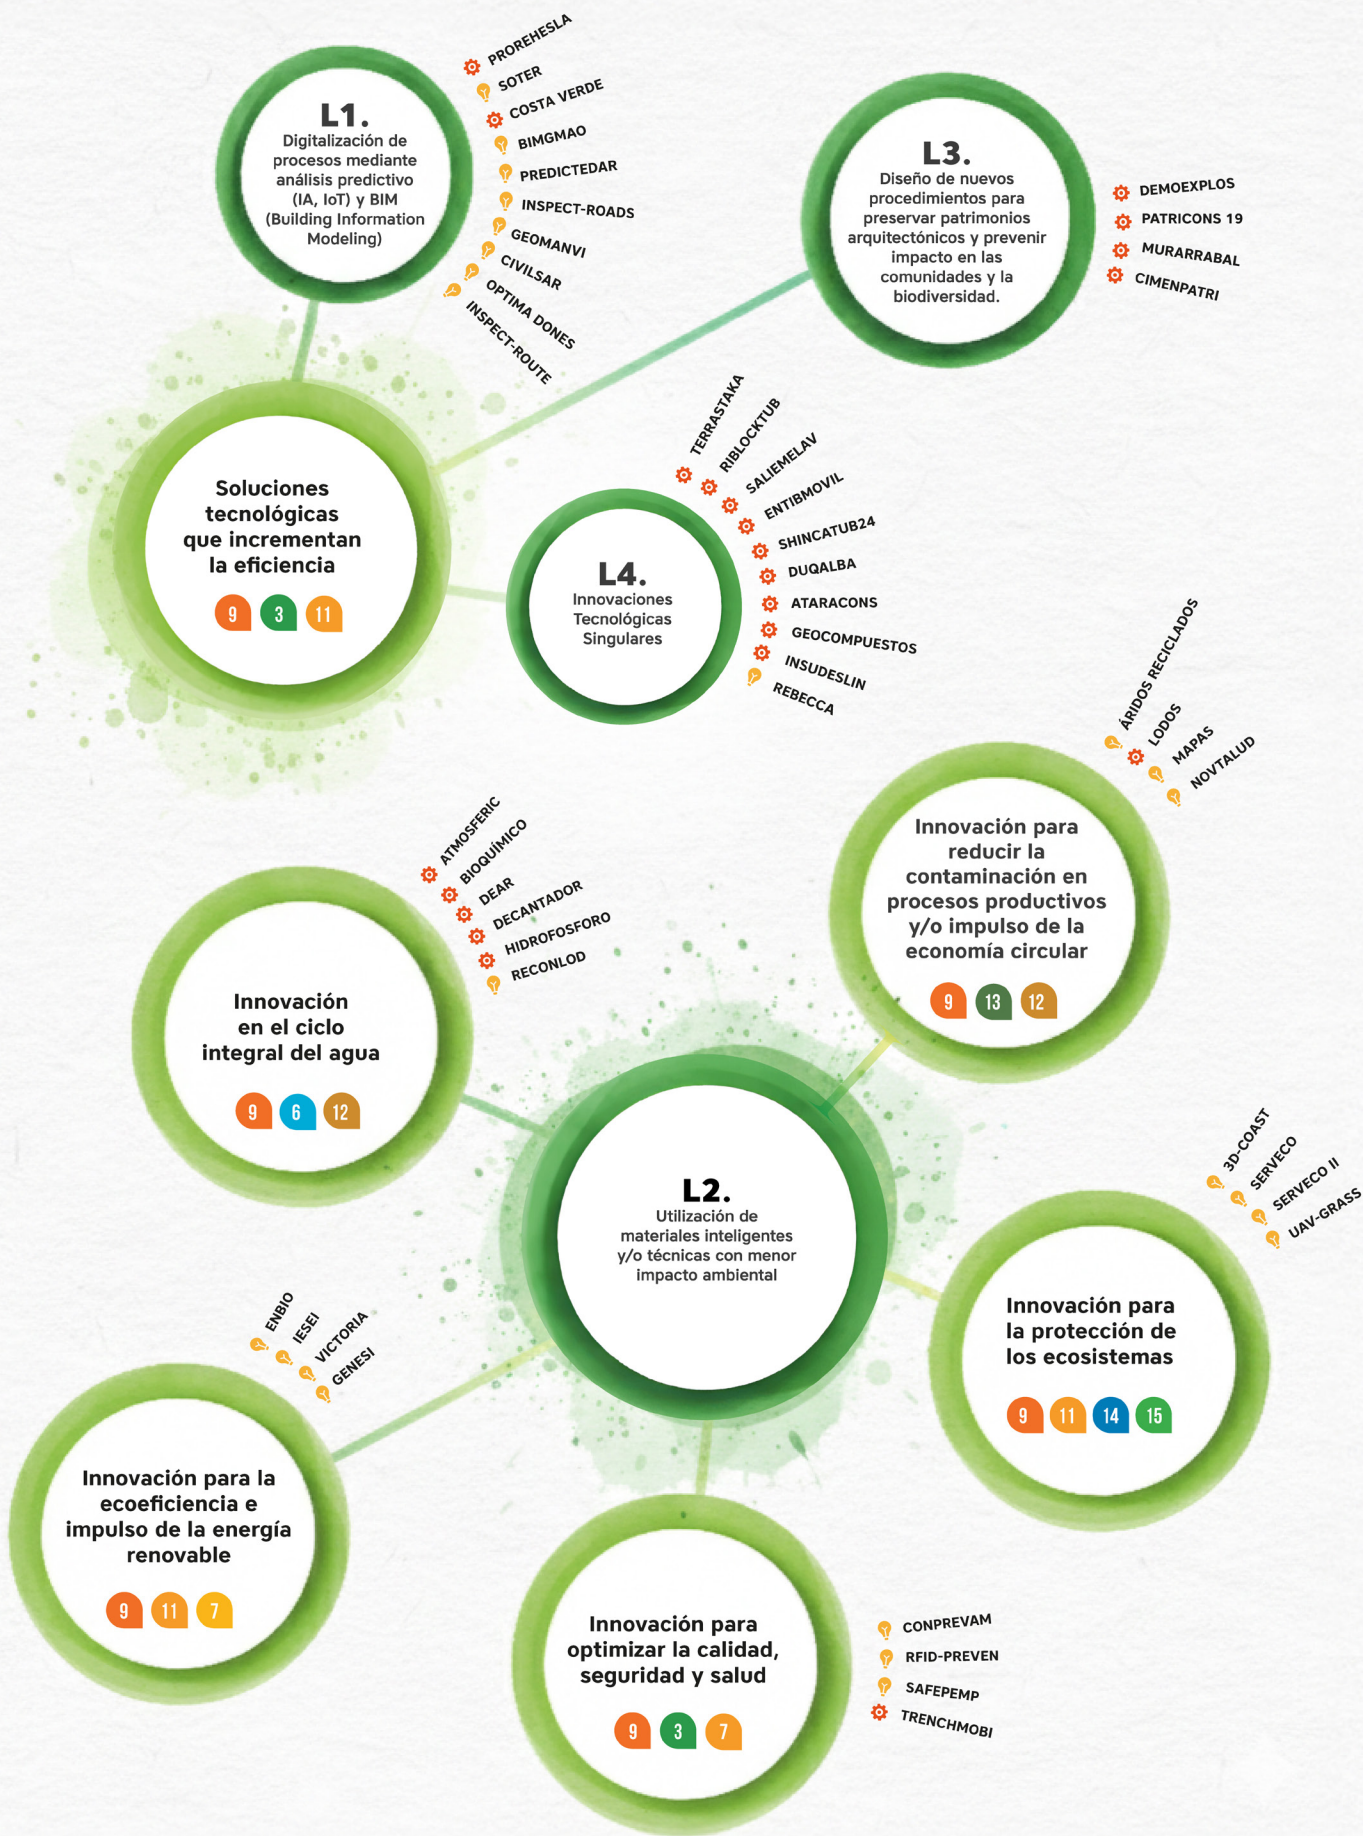 L1.
Digitalización de
procesos mediante
análisis predictivo
(IA, IoT) y BIM
(Building Information
Modeling)
PROREHESLA
SOTER
COSTA VERDE
BIMGMAO
PREDICTEDAR
INSPECT-ROADS
GEOMANVI
CIVILSAR
OPTIMA DONES
INSPECT-ROUTE
L3.
Diseño de nuevos
procedimientos para
preservar patrimonios
arquitectónicos y prevenir
impacto en las
comunidades y la
biodiversidad.
DEMOEXPLOS
PATRICONS 19
MURARRABAL
CIMENPATRI
Soluciones
tecnológicas
que incrementan
la eficiencia
9 3 11
L4.
Innovaciones
Tecnológicas
Singulares
TERRASTAKA
RIBLOCKTUB
SALIEMELAV
ENTIBMOVIL
SHINCATUB24
DUQALBA
ATARACONS
GEOCOMPUESTOS
INSUDESLIN
REBECCA
Innovación para
reducir la
contaminación en
procesos productivos
y/o impulso de la
economía circular
9 13 12
ÁRIDOS RECICLADOS
LODOS
MAPAS
NOVTALUD
Innovación
en el ciclo
integral del agua
9 6 12
ATMOSFERIC
BIOQUÍMICO
DEAR
DECANTADOR
HIDROFOSFORO
RECONLOD
L2.
Utilización de
materiales inteligentes
y/o técnicas con menor
impacto ambiental
Innovación para
la protección de
los ecosistemas
9 11 14 15
3D-COAST
SERVECO
SERVECO II
UAV-GRASS
Innovación para la
ecoeficiencia e
impulso de la energía
renovable
9 11 7
ENBIO
IESEI
VICTORIA
GENESI
Innovación para
optimizar la calidad,
seguridad y salud
9 3 7
CONPREVAM
RFID-PREVEN
SAFEPEMP
TRENCHMOBI